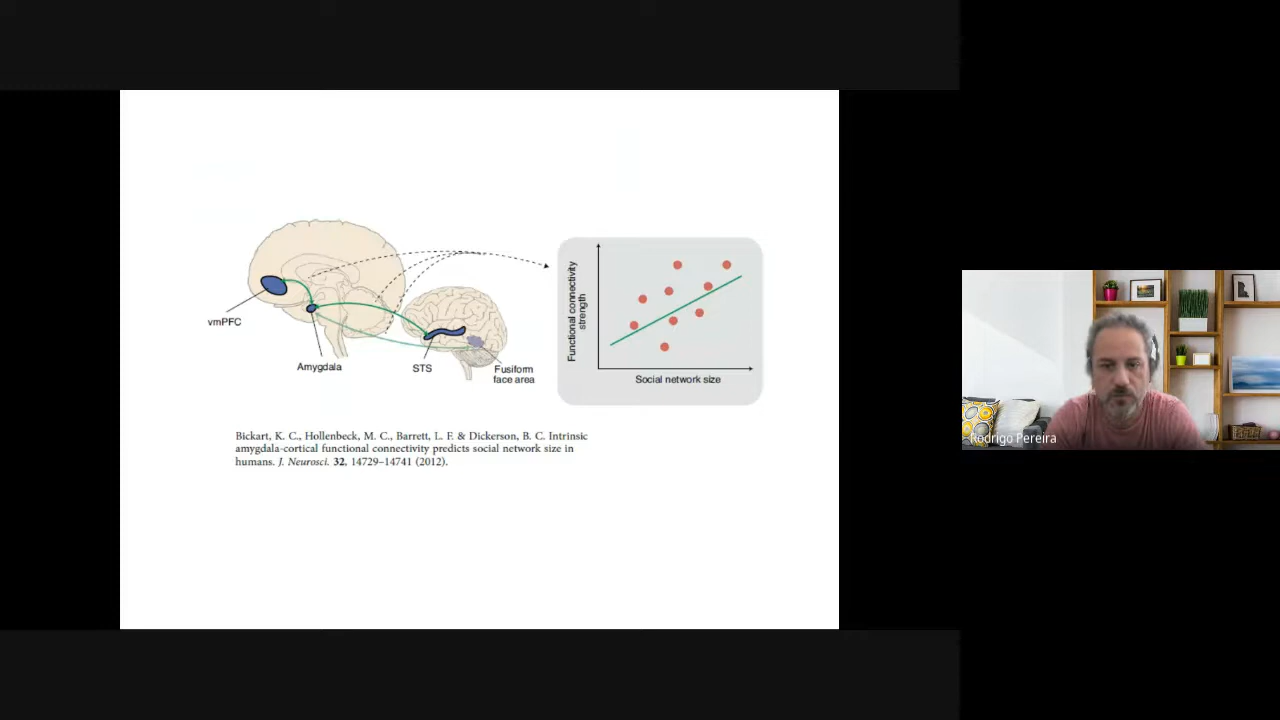 vmPFC
Amygdala
STS
Fusiform
face area
Functional connectivity
strength
Social network size
Bickart, K. C., Hollenbeck, M. C., Barrett, L. F. & Dickerson, B. C. Intrinsic
amygdala-cortical functional connectivity predicts social network size in
humans. J. Neurosci. 32, 14729–14741 (2012).
Rodrigo Pereira